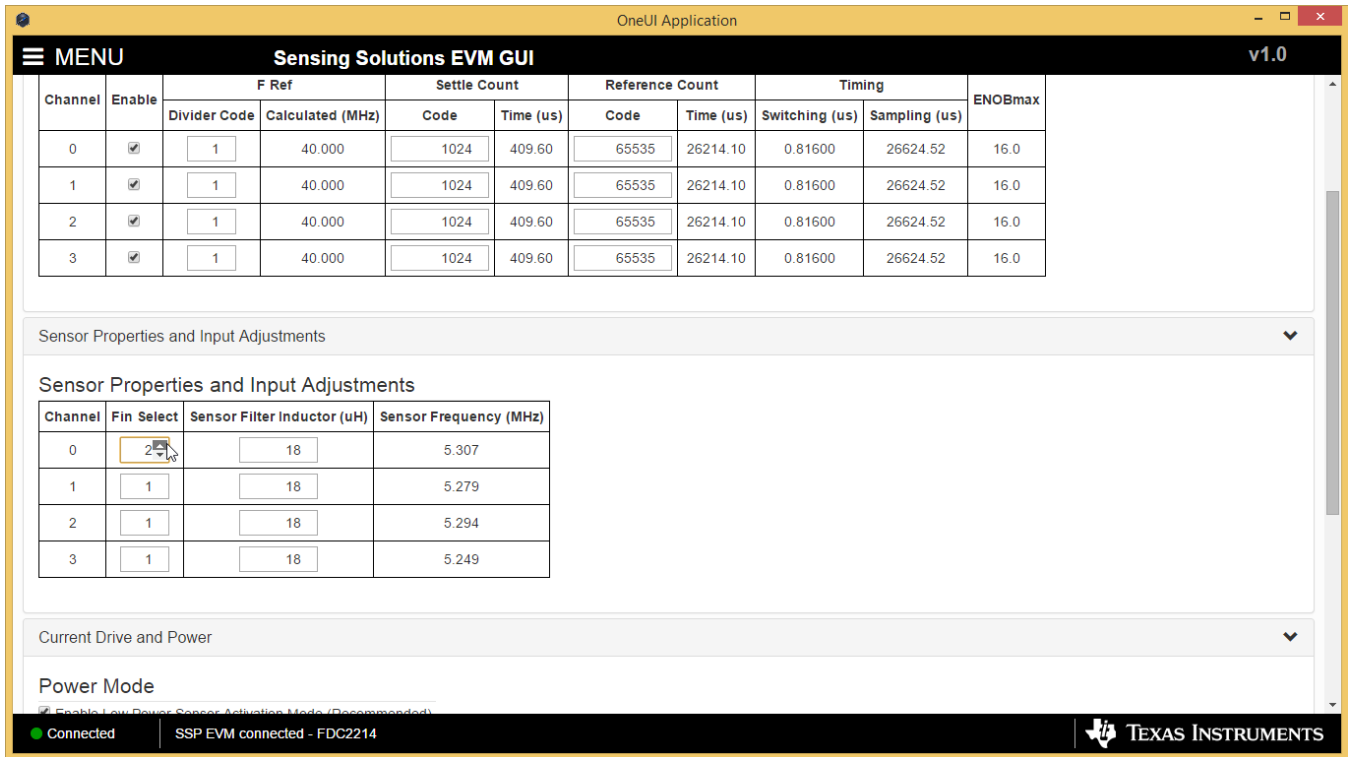 OneUI Application
MENU Sensing Solutions EVM GUI v1.0
Channel Enable F Ref Settle Count Reference Count Timing ENOBmax
Divider Code Calculated (MHz) Code Time (us) Code Time (us) Switching (us) Sampling (us)
0 1 40.000 1024 409.60 65535 26214.10 0.81600 26624.52 16.0
1 1 40.000 1024 409.60 65535 26214.10 0.81600 26624.52 16.0
2 1 40.000 1024 409.60 65535 26214.10 0.81600 26624.52 16.0
3 1 40.000 1024 409.60 65535 26214.10 0.81600 26624.52 16.0
Sensor Properties and Input Adjustments
Sensor Properties and Input Adjustments
Channel Fin Select Sensor Filter Inductor (uH) Sensor Frequency (MHz)
0 2 18 5.307
1 1 18 5.279
2 1 18 5.294
3 1 18 5.249
Current Drive and Power
Power Mode
Enable Low Power Sensor Activation Mode (Recommended)
Connected SSP EVM connected - FDC2214 TEXAS INSTRUMENTS